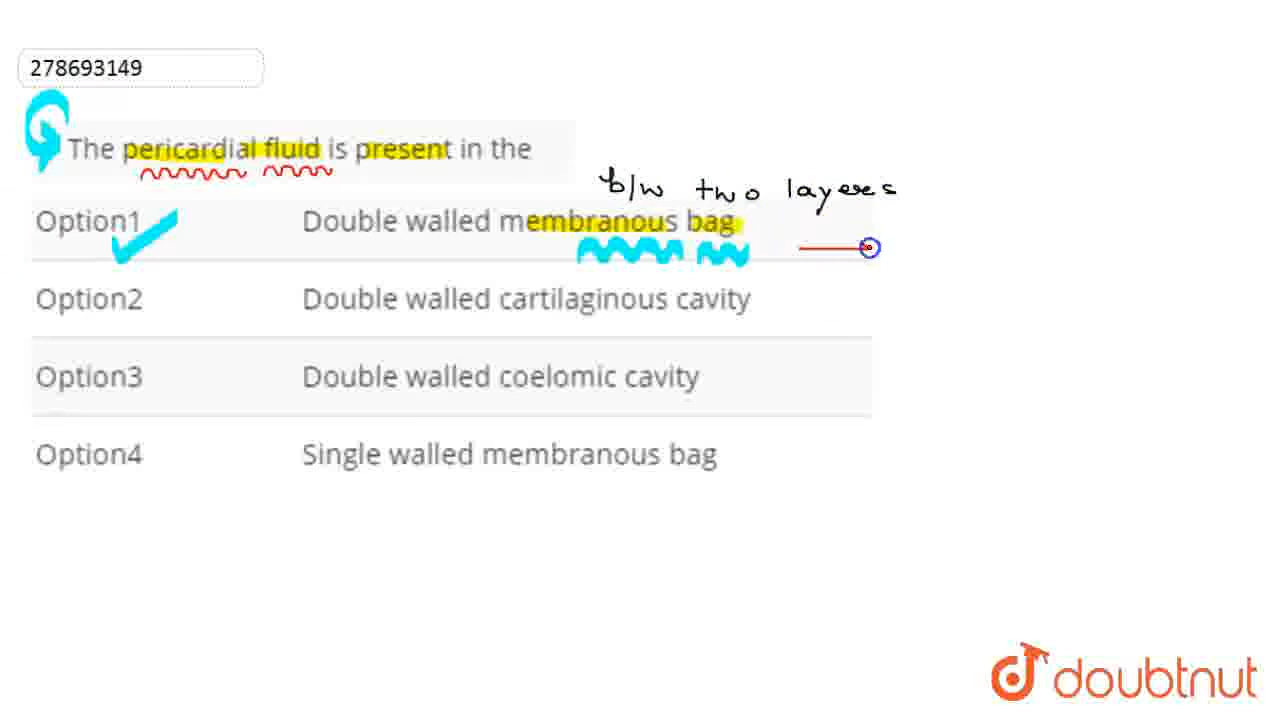 278693149
The pericardial fluid is present in the
b/w two layeres
Option1 Double walled membranous bag
Option2 Double walled cartilaginous cavity
Option3 Double walled coelomic cavity
Option4 Single walled membranous bag
doubtnut